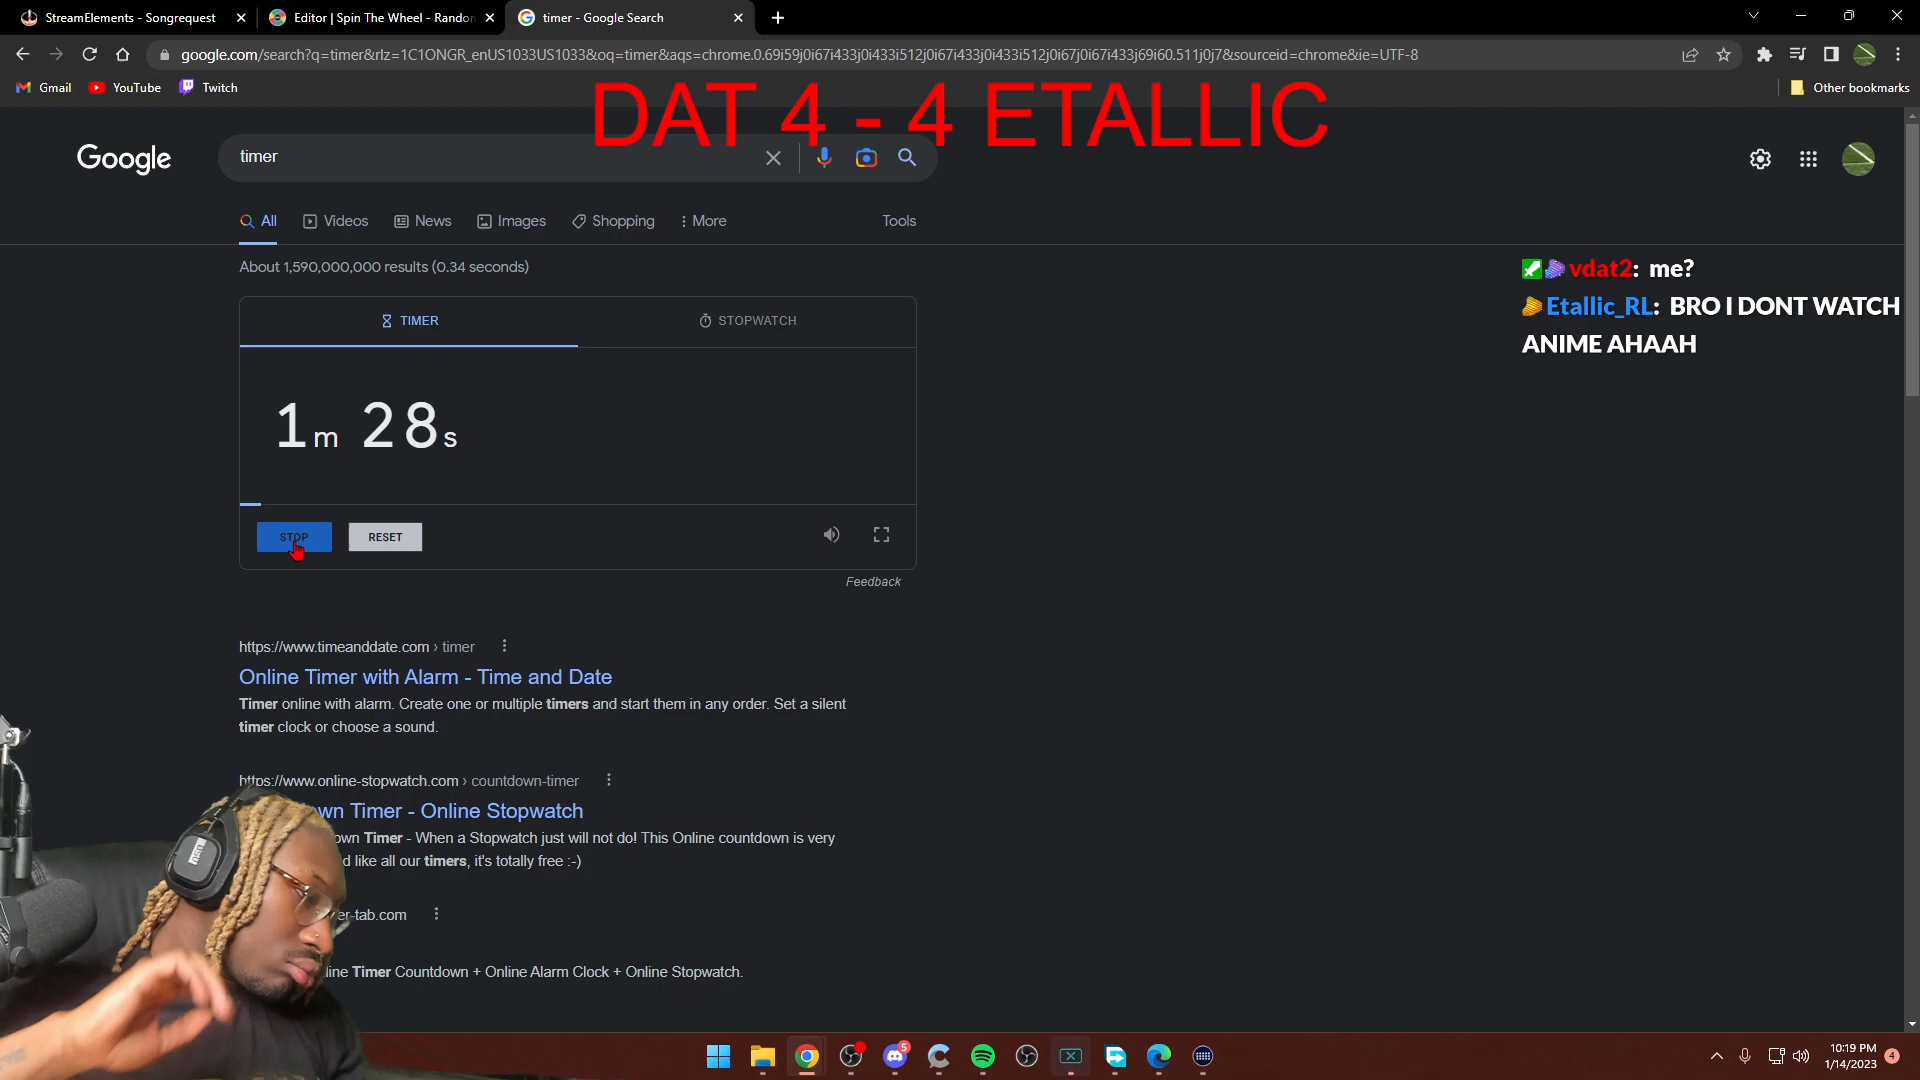 StreamElements - Songrequest
Editor | Spin The Wheel - Randon
timer - Google Search
google.com/search?q=timer&rlz=1C1ONGR_enUS1033US1033&oq=timer&aqs=chrome.0.69i59j0i67i433j0i433i512j0i67i433j0i433i512j0i67j0i67i433j69i60.511j0j7&sourceid=chrome&ie=UTF-8
Gmail YouTube Twitch Other bookmarks
DAT 4 - 4 ETALLIC
Google
timer
All Videos News Images Shopping More Tools
About 1,590,000,000 results (0.34 seconds)
vdat2: me?
Etallic_RL: BRO I DONT WATCH
ANIME AHAAH
TIMER STOPWATCH
1m 28s
STOP RESET
Feedback
https://www.timeanddate.com › timer
Online Timer with Alarm - Time and Date
Timer online with alarm. Create one or multiple timers and start them in any order. Set a silent
timer clock or choose a sound.
https://www.online-stopwatch.com › countdown-timer
wn Timer - Online Stopwatch
own Timer - When a Stopwatch just will not do! This Online countdown is very
d like all our timers, it's totally free :-)
er-tab.com
line Timer Countdown + Online Alarm Clock + Online Stopwatch.
5
10:19 PM
1/14/2023
4